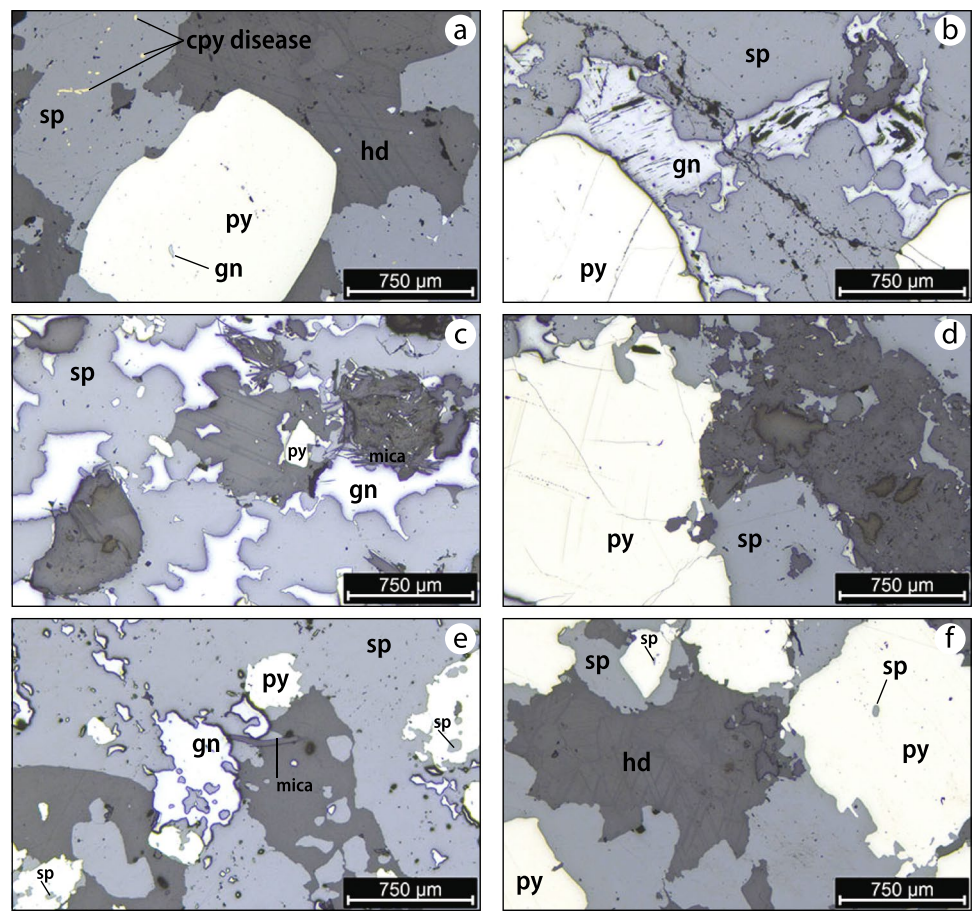 a
cpy disease
sp
hd
py
gn
750 µm
b
sp
gn
py
750 µm
c
sp
py
mica
gn
750 µm
d
py
sp
750 µm
e
sp
py
sp
gn
mica
sp
750 µm
f
sp
sp
sp
hd
py
py
750 µm